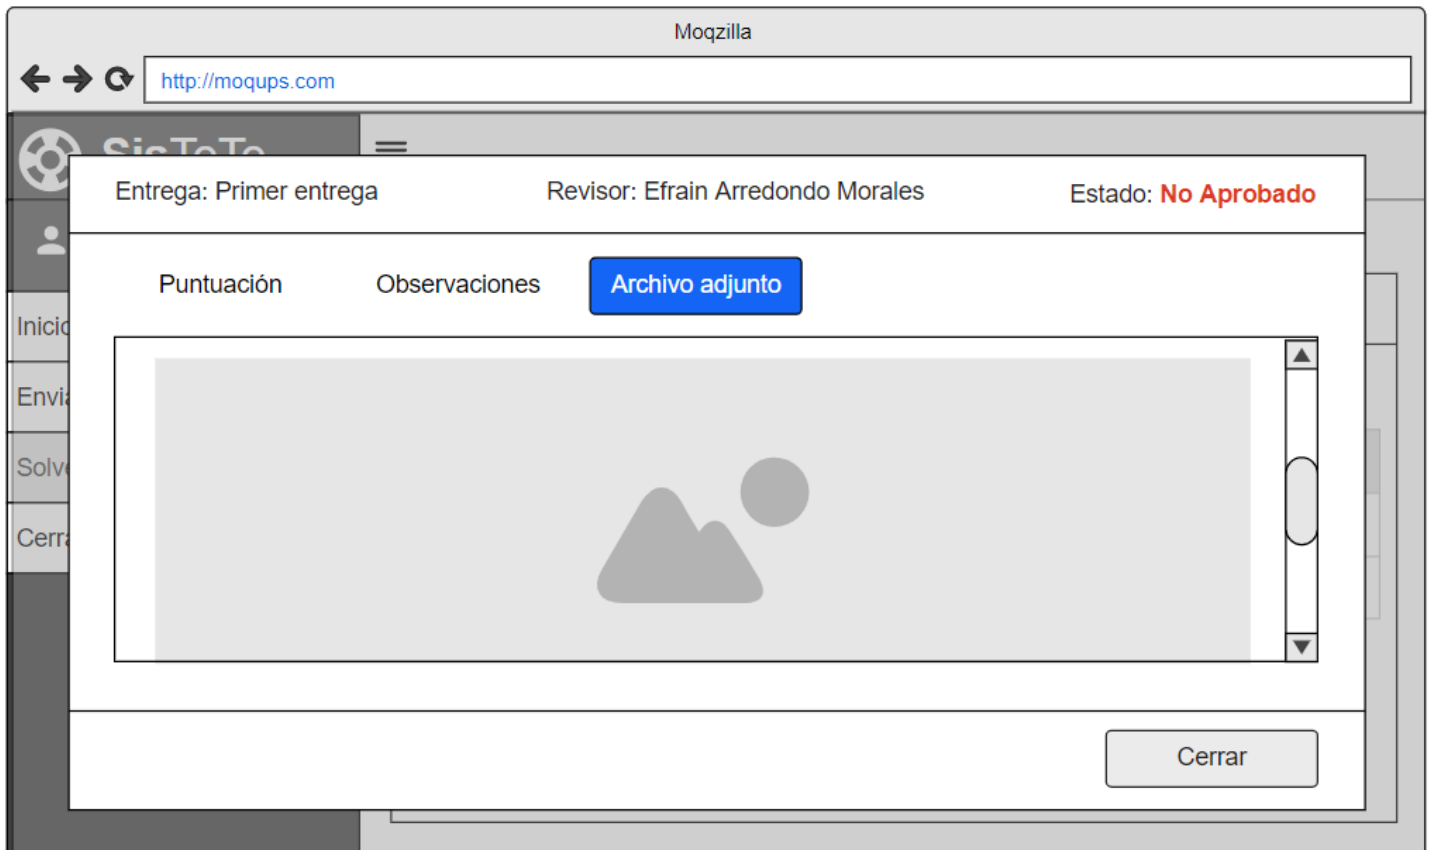 Moqzilla
http://moqups.com
Entrega: Primer entrega
Revisor: Efrain Arredondo Morales
Estado: No Aprobado
Puntuación
Observaciones
Archivo adjunto
Inicio
Cerrar